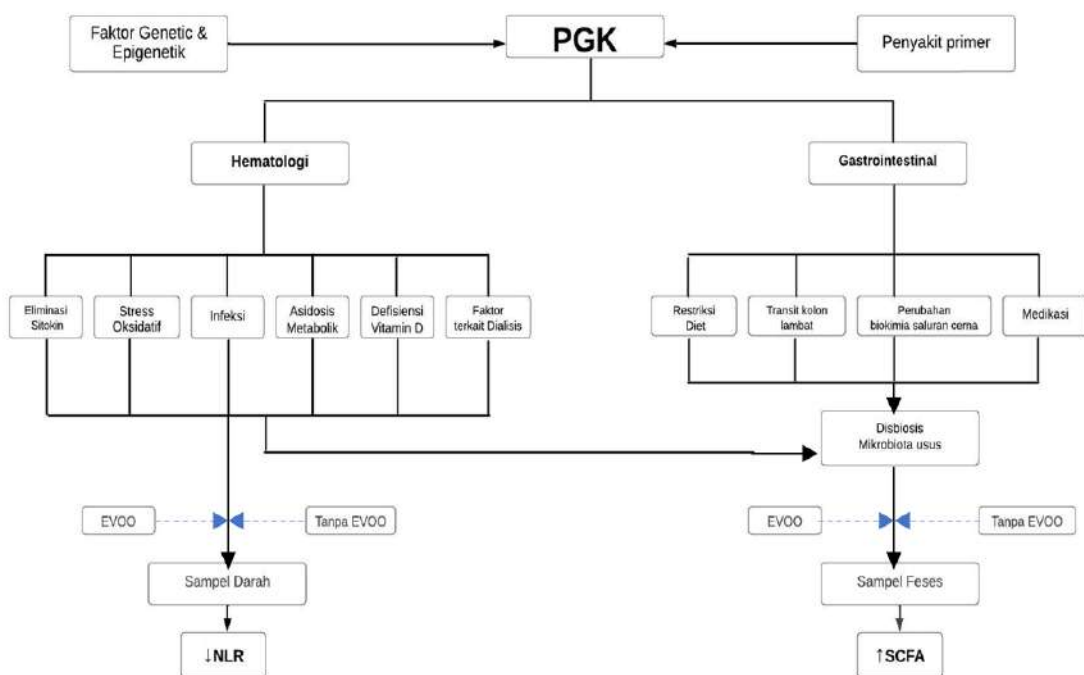 Faktor Genetic &
Epigenetik
PGK
Penyakit primer
Hematologi
Gastrointestinal
Eliminasi
Sitokin
Stress
Oksidatif
Infeksi
Asidosis
Metabolik
Defisiensi
Vitamin D
Faktor
terkait Dialisis
Restriksi
Diet
Transit kolon
lambat
Perubahan
biokimia saluran cerna
Medikasi
Disbiosis
Mikrobiota usus
EVOO
Tanpa EVOO
EVOO
Tanpa EVOO
Sampel Darah
Sampel Feses
↓NLR
↑SCFA